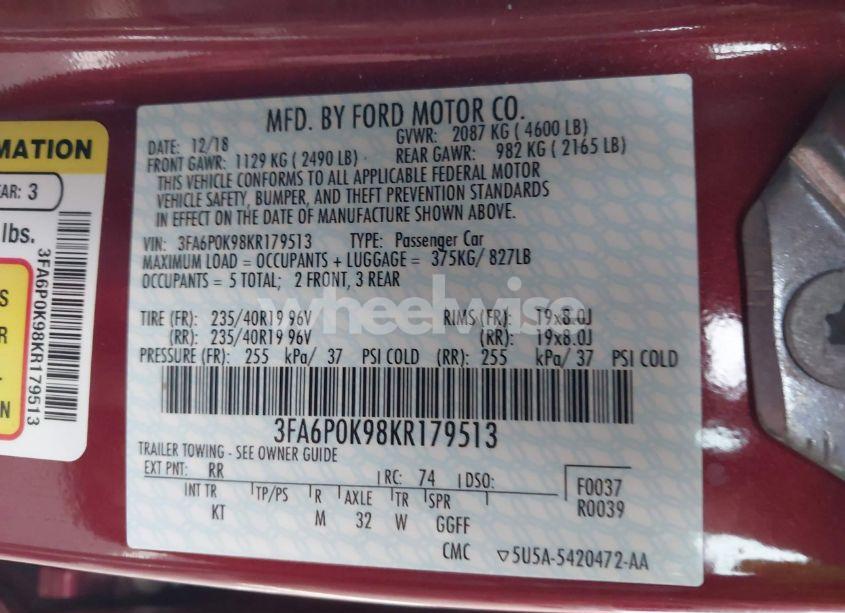 MFD. BY FORD MOTOR CO.
DATE: 12/18 GVWR: 2087 KG ( 4600 LB)
FRONT GAWR: 1129 KG ( 2490 LB) REAR GAWR: 982 KG ( 2165 LB)
THIS VEHICLE CONFORMS TO ALL APPLICABLE FEDERAL MOTOR
VEHICLE SAFETY, BUMPER, AND THEFT PREVENTION STANDARDS
IN EFFECT ON THE DATE OF MANUFACTURE SHOWN ABOVE.
VIN: 3FA6P0K98KR179513 TYPE: Passenger Car
MAXIMUM LOAD = OCCUPANTS + LUGGAGE = 375KG/ 827LB
OCCUPANTS = 5 TOTAL; 2 FRONT, 3 REAR
wheelwise
TIRE (FR): 235/40R19 96V RIMS (FR): 19x8.0J
(RR): 235/40R19 96V (RR): 19x8.0J
PRESSURE (FR): 255 kPa/ 37 PSI COLD (RR): 255 kPa/ 37 PSI COLD
3FA6P0K98KR179513
TRAILER TOWING - SEE OWNER GUIDE
EXT PNT: RR RC: 74 DSO:
F0037
R0039
INT TR TP/PS R AXLE TR SPR
KT M 32 W GGFF
CMC ▽5U5A-5420472-AA
MATION
EAR: 3
lbs.
3FA6P0K98KR179513
S
R
L-
N